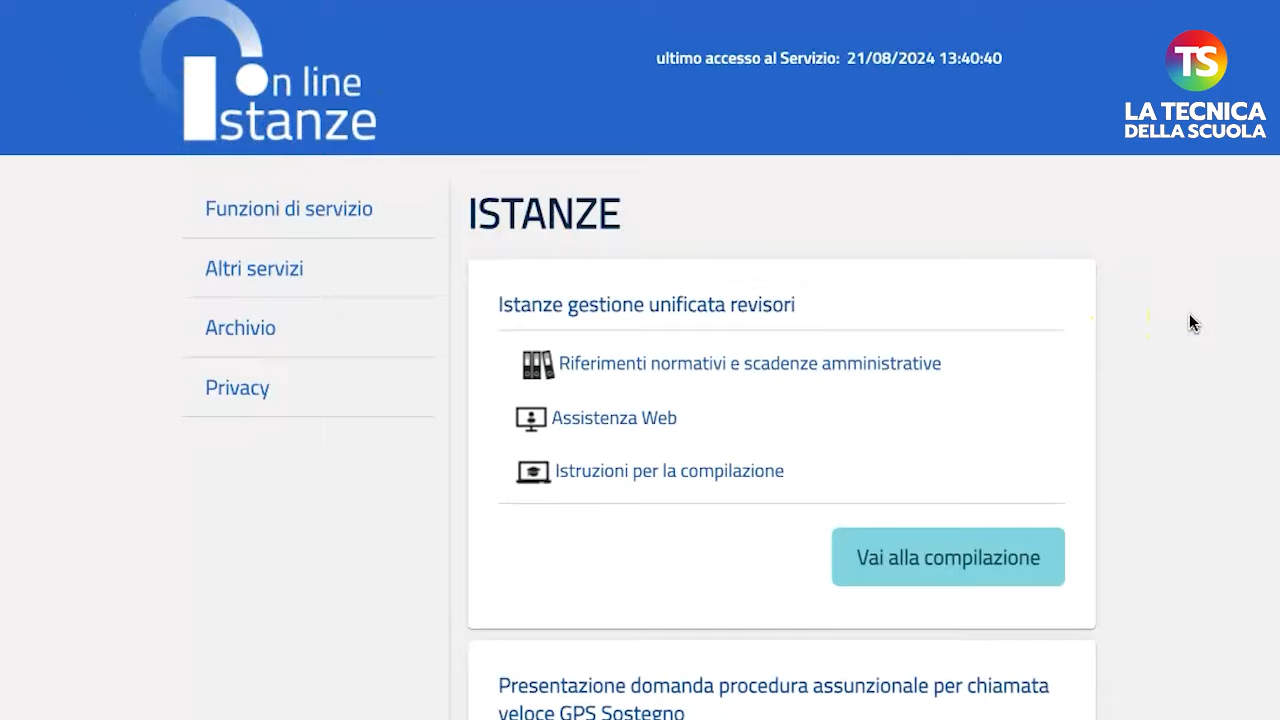 On line
Istanze
ultimo accesso al Servizio: 21/08/2024 13:40:40
TS
LA TECNICA
DELLA SCUOLA
Funzioni di servizio
Altri servizi
Archivio
Privacy
ISTANZE
Istanze gestione unificata revisori
Riferimenti normativi e scadenze amministrative
Assistenza Web
Istruzioni per la compilazione
Vai alla compilazione
Presentazione domanda procedura assunzionale per chiamata
veloce GPS Sostegno